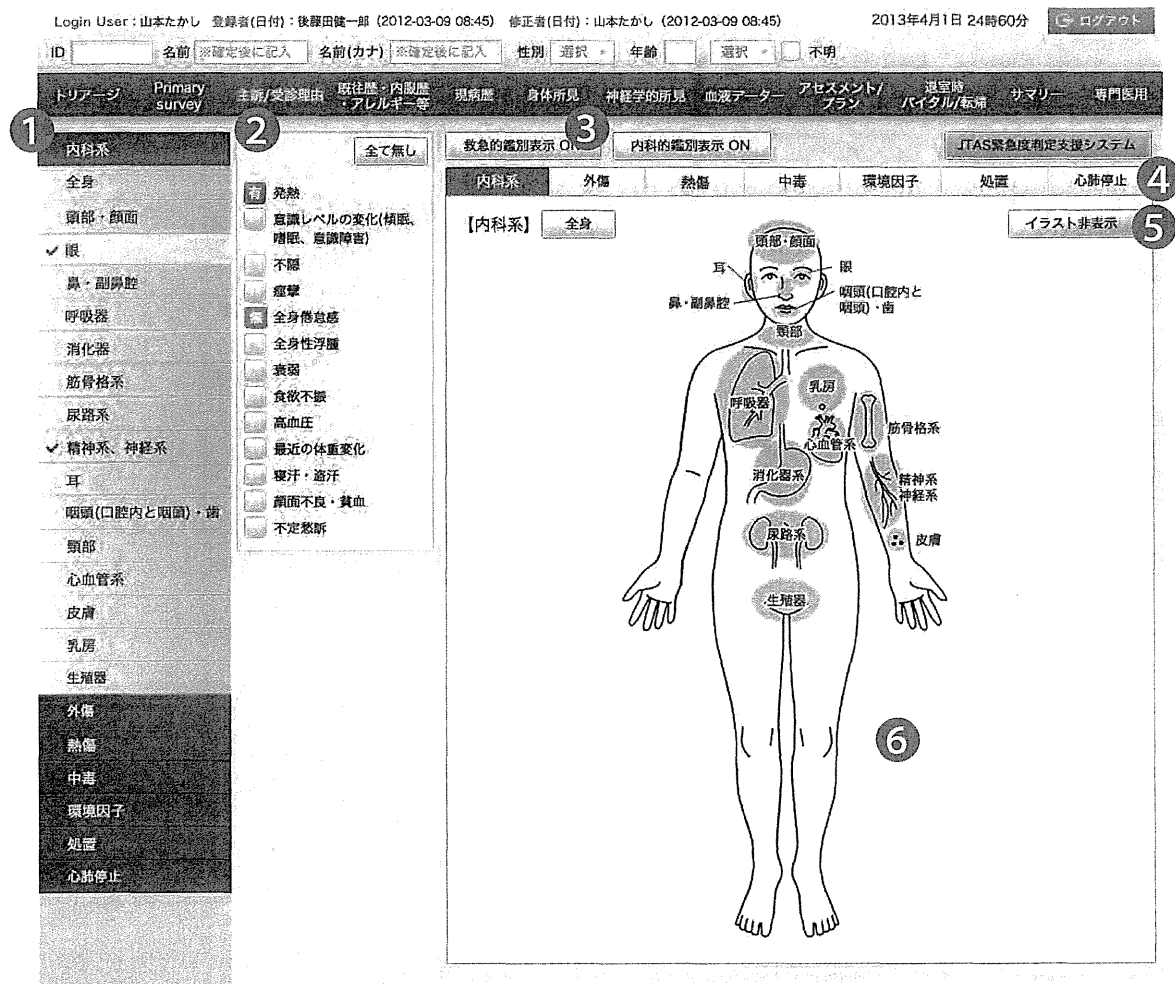 Login User：山本たかし 登録者(日付)：後藤田健一郎 (2012-03-09 08:45) 修正者(日付)：山本たかし (2012-03-09 08:45) 2013年4月1日 24時60分 ログアウト
ID 名前 ※確定後に記入 名前(カナ) ※確定後に記入 性別 選択 年齢 選択 不明
トリアージ Primary survey 主訴/受診理由 既往歴・内服歴・アレルギー等 現病歴 身体所見 神経学的所見 血液データー アセスメント/プラン 退室時バイタル/転帰 サマリー 専門医用
1
内科系
全身
頭部・顔面
眼
鼻・副鼻腔
呼吸器
消化器
筋骨格系
尿路系
精神系、神経系
耳
咽頭(口腔内と咽頭)・歯
頸部
心血管系
皮膚
乳房
生殖器
外傷
熱傷
中毒
環境因子
処置
心肺停止
2
全て無し
有 発熱
意識レベルの変化(傾眠、
嗜眠、意識障害)
不隠
痙攣
無 全身倦怠感
全身性浮腫
衰弱
食欲不振
高血圧
最近の体重変化
寝汗・盗汗
顔面不良・貧血
不定愁訴
3
救急的鑑別表示 ON 内科的鑑別表示 ON JTAS緊急度判定支援システム
内科系 外傷 熱傷 中毒 環境因子 処置 心肺停止 4
【内科系】 全身 イラスト非表示 5
頭部・顔面
耳 眼
鼻・副鼻腔 咽頭(口腔内と
咽頭)・歯
頸部
乳房
呼吸器
筋骨格系
心血管系
消化器系
精神系
神経系
尿路系
皮膚
生殖器
6